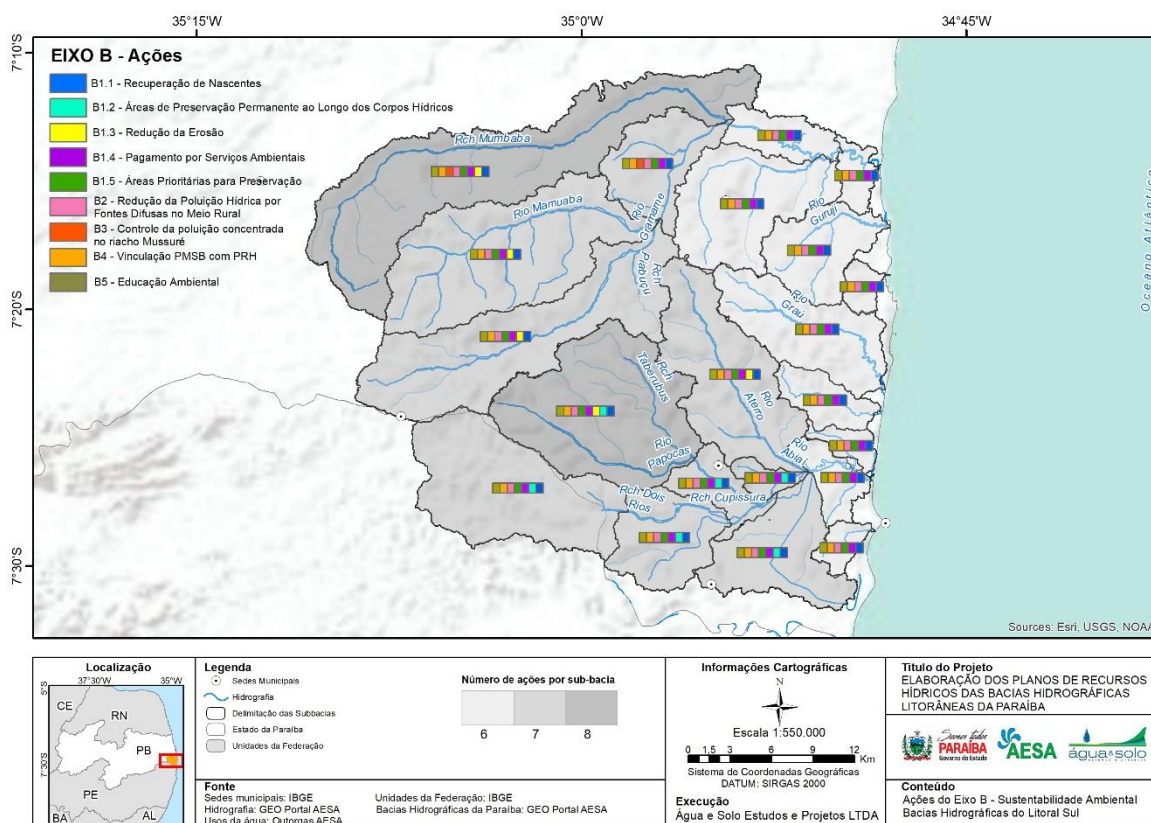 35°15'W
35°0'W
34°45'W
7°10'S
7°20'S
7°30'S
EIXO B - Ações
B1.1 - Recuperação de Nascentes
B1.2 - Áreas de Preservação Permanente ao Longo dos Corpos Hídricos
B1.3 - Redução da Erosão
B1.4 - Pagamento por Serviços Ambientais
B1.5 - Áreas Prioritárias para Preservação
B2 - Redução da Poluição Hídrica por
Fontes Difusas no Meio Rural
B3 - Controle da poluição concentrada
no riacho Mussuré
B4 - Vinculação PMSB com PRH
B5 - Educação Ambiental
Rch Mumbaba
Rio Mamuaba
Rio
Gramame
Rch
Pitabuçu
Rio
Gurují
Rio
Graú
Rch
Taberubus
Rio
Aterro
Rio
Papocas
Rio
Abiaí
Rch Dois
Rios
Rch Cupissura
Oceano Atlântico
Sources: Esri, USGS, NOAA
Localização
37°30'W
35°W
5°S
7°30'S
CE
RN
PB
PE
BA
AL
Legenda
Sedes Municipais
Hidrografia
Delimitação das Subbacias
Estado da Paraíba
Unidades da Federação
Número de ações por sub-bacia
6 7 8
Fonte
Sedes municipais: IBGE
Hidrografia: GEO Portal AESA
Usos da água: Outorgas AESA
Unidades da Federação: IBGE
Bacias Hidrográficas da Paraíba: GEO Portal AESA
Informações Cartográficas
N
Escala 1:550.000
0 1,5 3 6 9 12
Km
Sistema de Coordenadas Geográficas
DATUM: SIRGAS 2000
Execução
Água e Solo Estudos e Projetos LTDA
Titulo do Projeto
ELABORAÇÃO DOS PLANOS DE RECURSOS
HÍDRICOS DAS BACIAS HIDROGRÁFICAS
LITORÂNEAS DA PARAÍBA
Somos todos
PARAÍBA
Governo do Estado
AESA
água&solo
Conteúdo
Ações do Eixo B - Sustentabilidade Ambiental
Bacias Hidrográficas do Litoral Sul